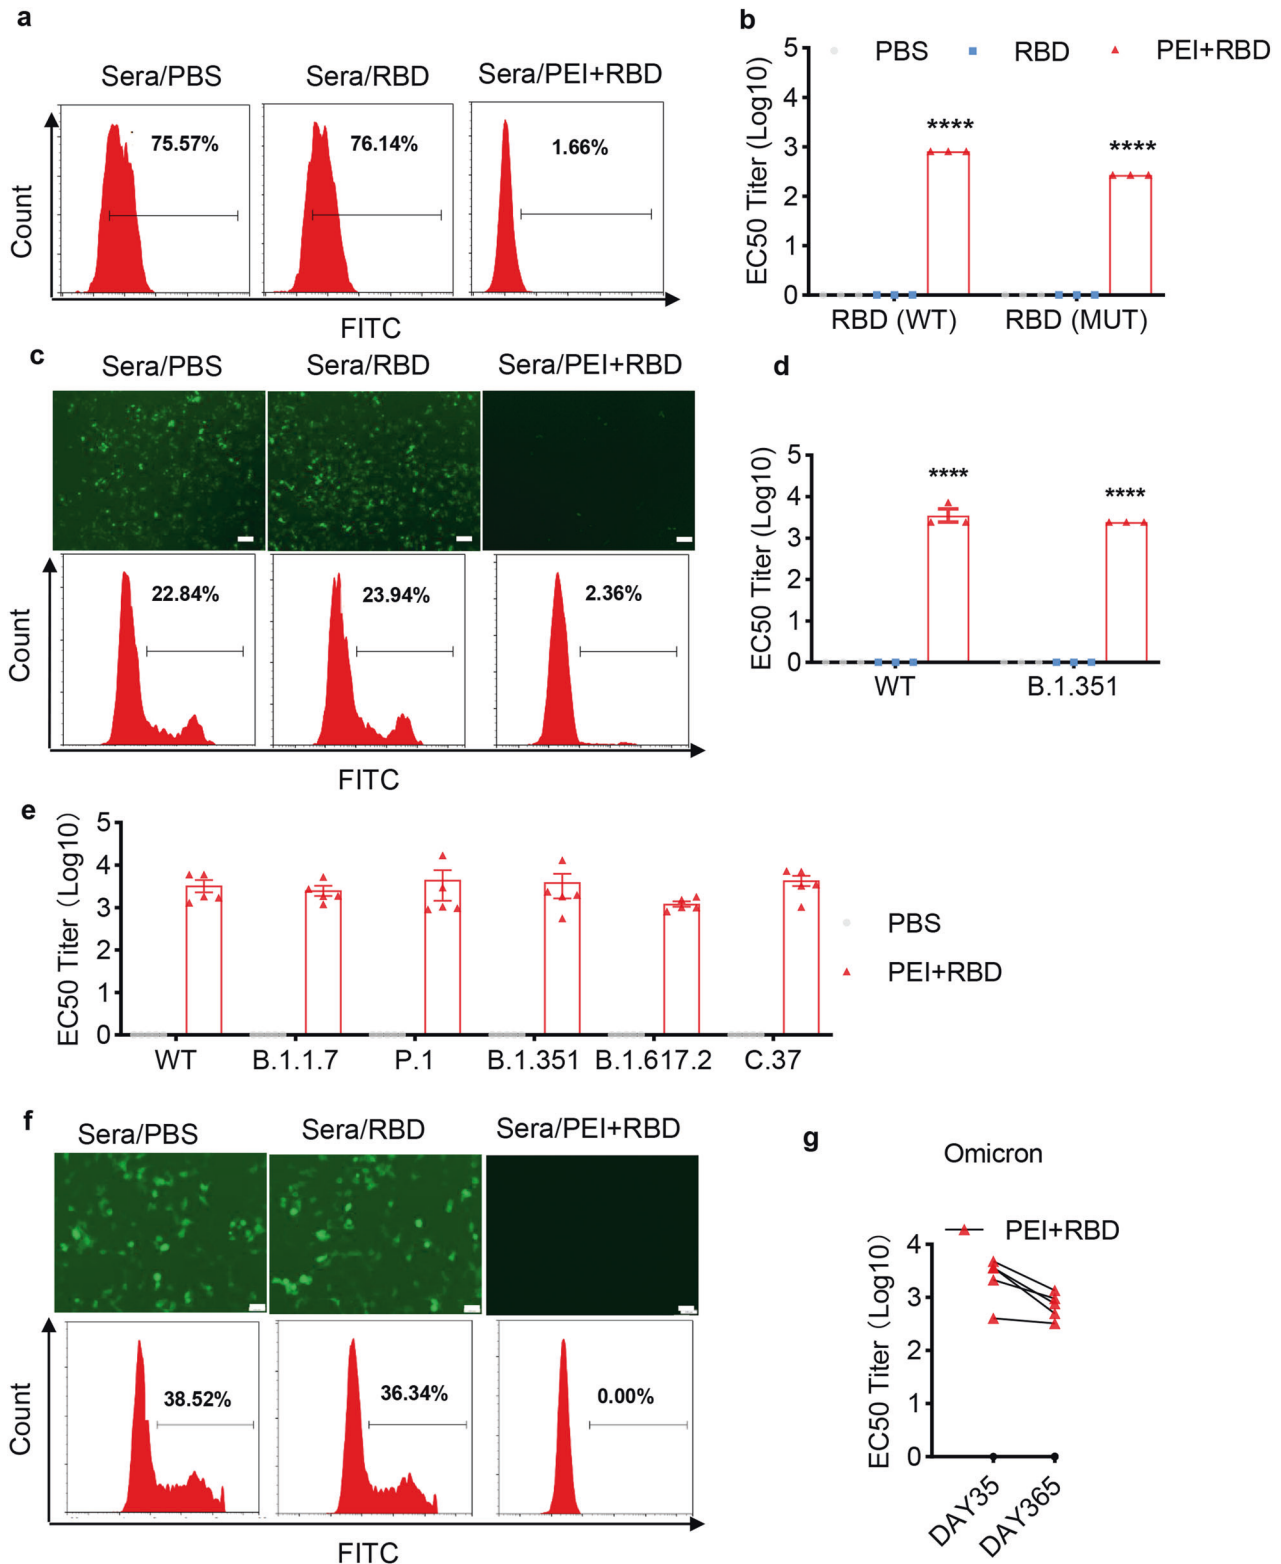 a
Sera/PBS Sera/RBD Sera/PEI+RBD
75.57% 76.14% 1.66%
Count
FITC
b
PBS RBD PEI+RBD
EC50 Titer (Log10)
5
4
3
2
1
0
**** ****
RBD (WT) RBD (MUT)
c
Sera/PBS Sera/RBD Sera/PEI+RBD
22.84% 23.94% 2.36%
Count
FITC
d
EC50 Titer (Log10)
5
4
3
2
1
0
**** ****
WT B.1.351
e
EC50 Titer (Log10)
5
4
3
2
1
0
WT B.1.1.7 P.1 B.1.351 B.1.617.2 C.37
PBS
PEI+RBD
f
Sera/PBS Sera/RBD Sera/PEI+RBD
38.52% 36.34% 0.00%
Count
FITC
g
Omicron
PEI+RBD
EC50 Titer (Log10)
4
3
2
1
0
DAY35 DAY365